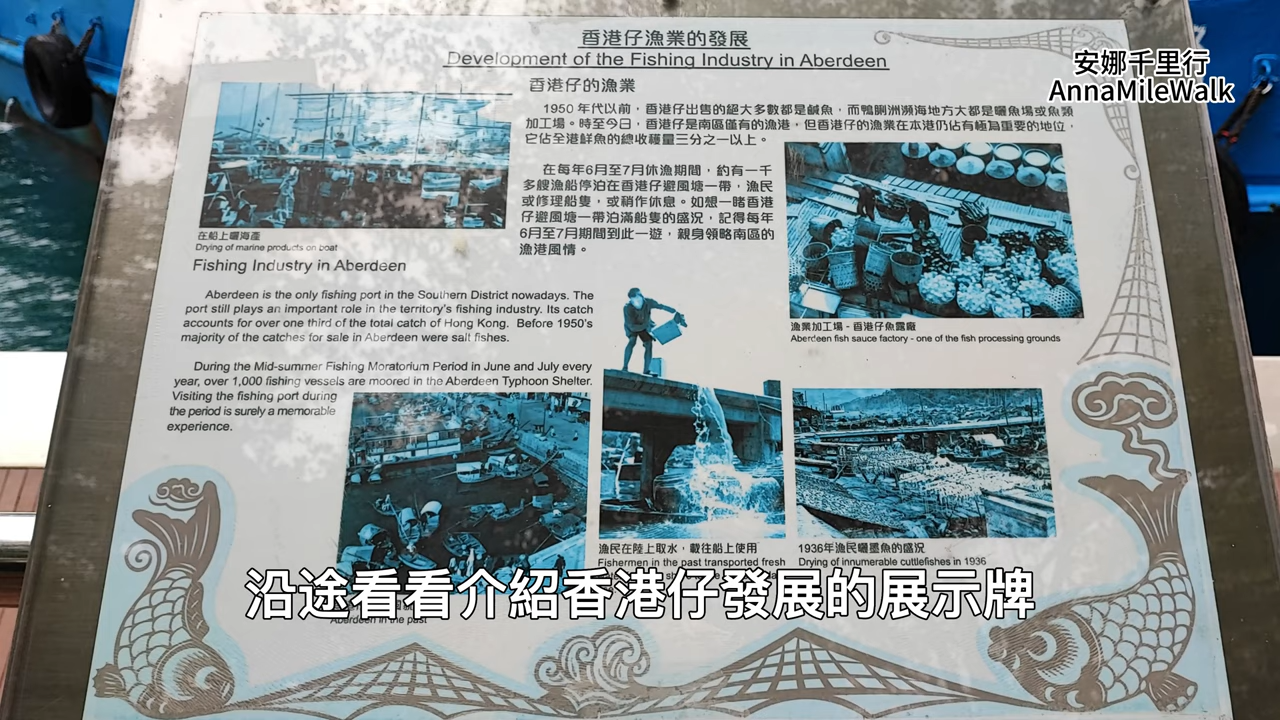 香港仔漁業的發展
Development of the Fishing Industry in Aberdeen
安娜千里行
AnnaMileWalk
香港仔的漁業
1950年代以前，香港仔出售的絕大多數都是鹹魚，而鴨脷洲瀕海地方大都是曬魚場或魚類
加工場。時至今日，香港仔是南區僅有的漁港，但香港仔的漁業在本港仍佔有極為重要的地位，
它佔全港鮮魚的總收穫量三分之一以上。
在每年6月至7月休漁期間，約有一千
多艘漁船停泊在香港仔避風塘一帶，漁民
或修理船隻，或稍作休息。如想一睹香港
仔避風塘一帶泊滿船隻的盛況，記得每年
6月至7月期間到此一遊，親身領略南區的
漁港風情。
在船上曬海產
Drying of marine products on boat
Fishing Industry in Aberdeen
Aberdeen is the only fishing port in the Southern District nowadays. The
port still plays an important role in the territory's fishing industry. Its catch
accounts for over one third of the total catch of Hong Kong. Before 1950's
majority of the catches for sale in Aberdeen were salt fishes.
During the Mid-summer Fishing Moratorium Period in June and July every
year, over 1,000 fishing vessels are moored in the Aberdeen Typhoon Shelter.
Visiting the fishing port during
the period is surely a memorable
experience.
漁業加工場 - 香港仔魚露廠
Aberdeen fish sauce factory - one of the fish processing grounds
漁民在陸上取水，載往船上使用
Fishermen in the past transported fresh
1936年漁民曬墨魚的盛況
Drying of innumerable cuttlefishes in 1936
Aberdeen in the past
沿途看看介紹香港仔發展的展示牌